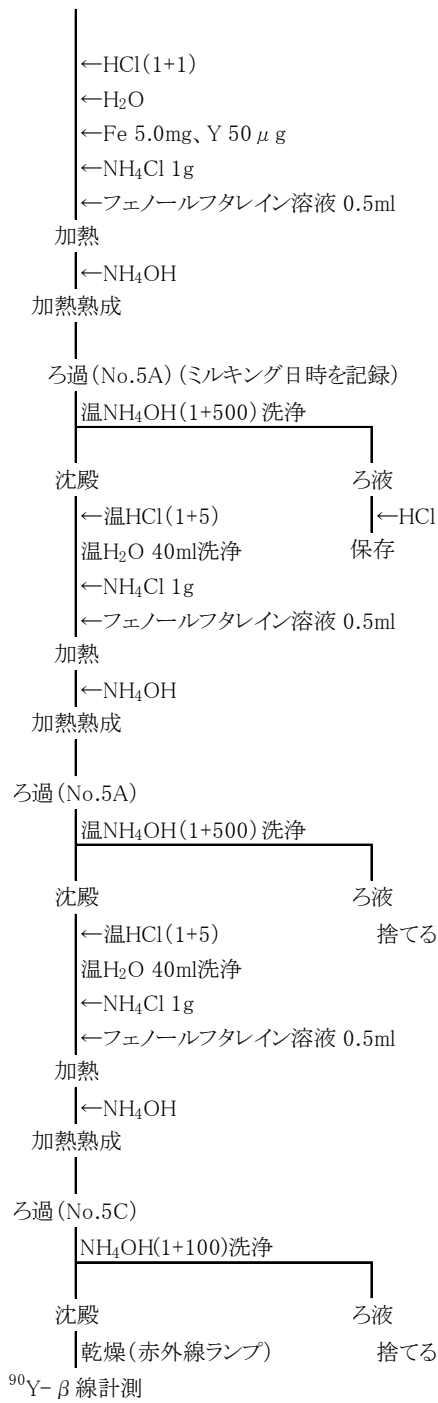 ←HCl(1+1)
←H₂O
←Fe 5.0mg、Y 50μg
←NH₄Cl 1g
←フェノールフタレイン溶液 0.5ml
加熱
←NH₄OH
加熱熟成
ろ過(No.5A) (ミルキング日時を記録)
温NH₄OH(1+500)洗浄
沈殿 ろ液
←温HCl(1+5) ←HCl
温H₂O 40ml洗浄 保存
←NH₄Cl 1g
←フェノールフタレイン溶液 0.5ml
加熱
←NH₄OH
加熱熟成
ろ過(No.5A)
温NH₄OH(1+500)洗浄
沈殿 ろ液
←温HCl(1+5) 捨てる
温H₂O 40ml洗浄
←NH₄Cl 1g
←フェノールフタレイン溶液 0.5ml
加熱
←NH₄OH
加熱熟成
ろ過(No.5C)
NH₄OH(1+100)洗浄
沈殿 ろ液
乾燥(赤外線ランプ) 捨てる
⁹⁰Y-β線計測